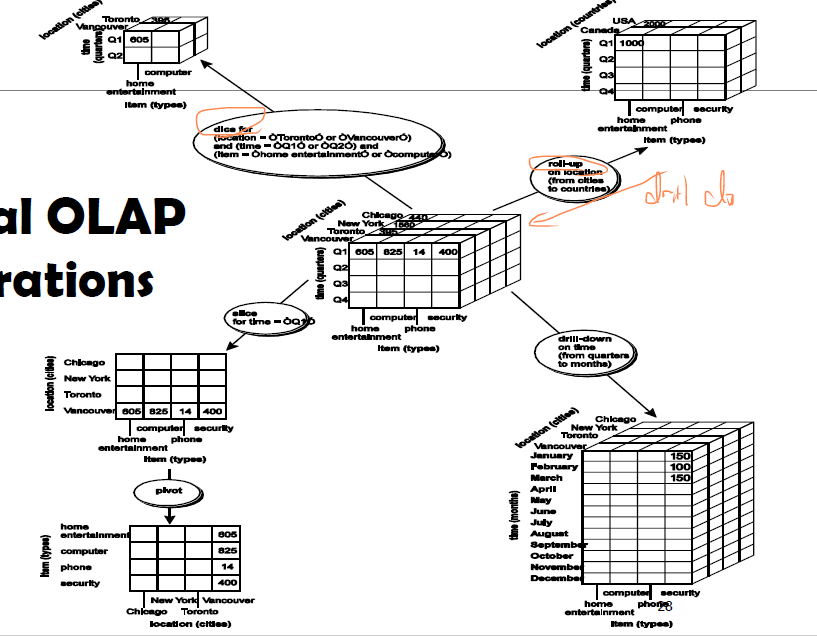 location (cities)
Toronto 395
Vancouver
time
(quarters)
Q1 605
Q2
computer
home
entertainment
item (types)
location (countries)
USA 2000
Canada
time (quarters)
Q1 1000
Q2
Q3
Q4
computer security
home phone
entertainment
item (types)
dice for
(location = ÒTorontoÓ or ÒVancouverÓ)
and (time = ÒQ1Ó or ÒQ2Ó) and
(item = Òhome entertainmentÓ or ÒcomputerÓ)
roll-up
on location
(from cities
to countries)
al OLAP
rations
location (cities)
Chicago 440
New York 1560
Toronto 395
Vancouver
time (quarters)
Q1 605 825 14 400
Q2
Q3
Q4
computer security
home phone
entertainment
item (types)
slice
for time = ÒQ1Ó
drill-down
on time
(from quarters
to months)
location (cities)
Chicago
New York
Toronto
Vancouver 605 825 14 400
computer security
home phone
entertainment
item (types)
pivot
item (types)
home
entertainment 605
computer 825
phone 14
security 400
New York Vancouver
Chicago Toronto
location (cities)
location (cities)
Chicago
New York
Toronto
Vancouver
time (months)
January 150
February 100
March 150
April
May
June
July
August
September
October
November
December
computer security
home phone
entertainment
item (types)
28